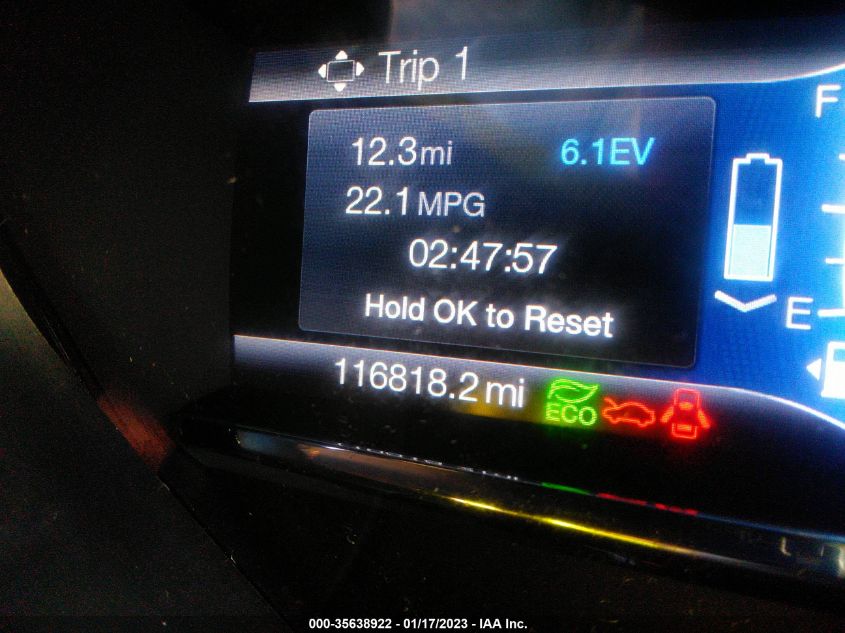 Trip 1
F
12.3mi 6.1EV
22.1 MPG
02:47:57
Hold OK to Reset
E
116818.2 mi
ECO
000-35638922 - 01/17/2023 - IAA Inc.